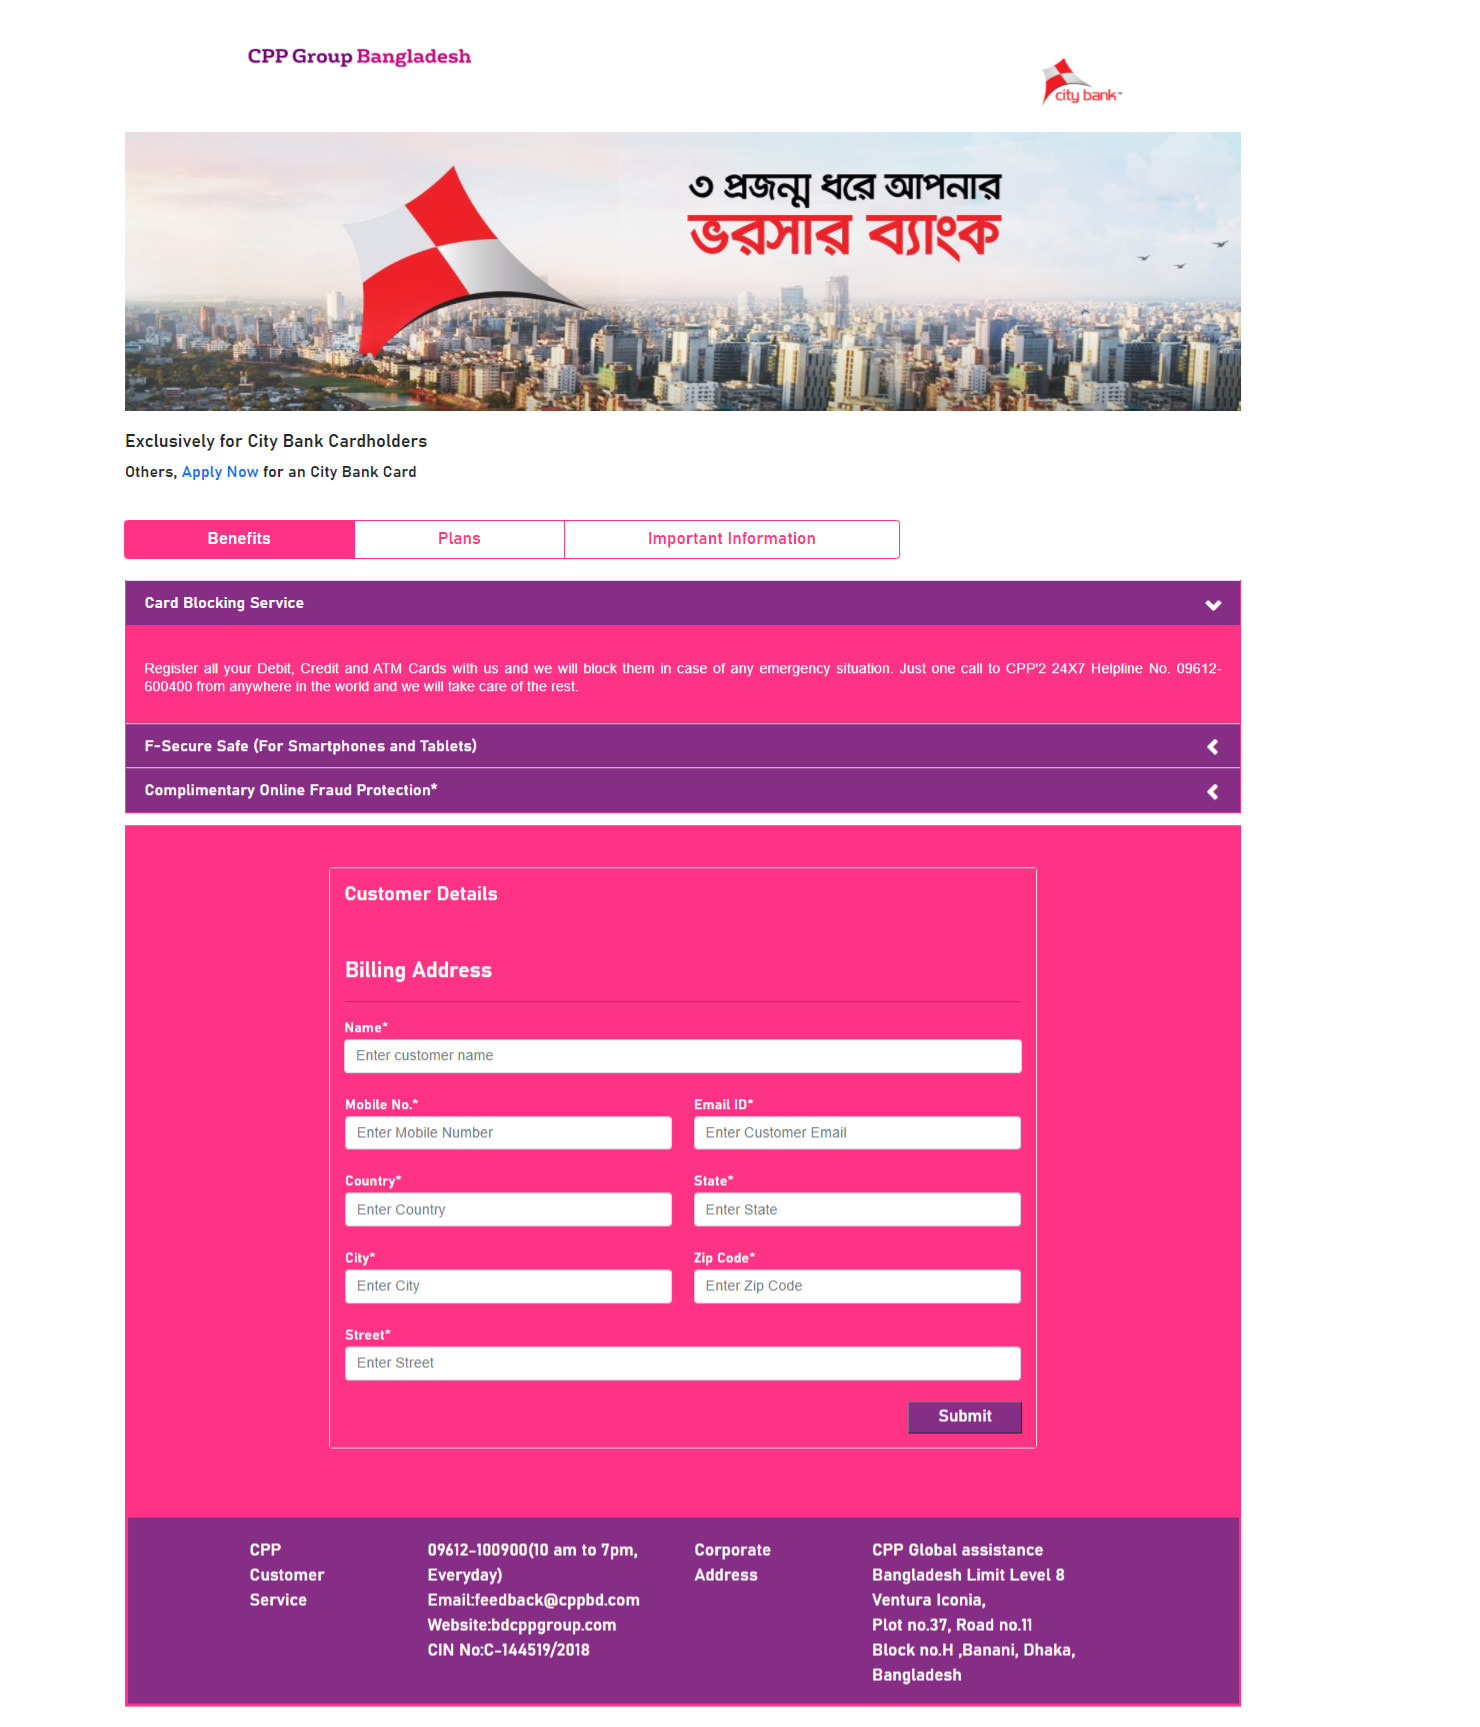 CPP Group Bangladesh
city bank™
৩ প্রজন্ম ধরে আপনার
ভরসার ব্যাংক
Exclusively for City Bank Cardholders
Others, Apply Now for an City Bank Card
Benefits
Plans
Important Information
Card Blocking Service
Register all your Debit, Credit and ATM Cards with us and we will block them in case of any emergency situation. Just one call to CPP'2 24X7 Helpline No. 09612-
600400 from anywhere in the world and we will take care of the rest.
F-Secure Safe (For Smartphones and Tablets)
Complimentary Online Fraud Protection*
Customer Details
Billing Address
Name*
Enter customer name
Mobile No.*
Email ID*
Enter Mobile Number
Enter Customer Email
Country*
State*
Enter Country
Enter State
City*
Zip Code*
Enter City
Enter Zip Code
Street*
Enter Street
Submit
CPP
Customer
Service
09612-100900(10 am to 7pm,
Everyday)
Email:feedback@cppbd.com
Website:bdcppgroup.com
CIN No:C-144519/2018
Corporate
Address
CPP Global assistance
Bangladesh Limit Level 8
Ventura Iconia,
Plot no.37, Road no.11
Block no.H ,Banani, Dhaka,
Bangladesh